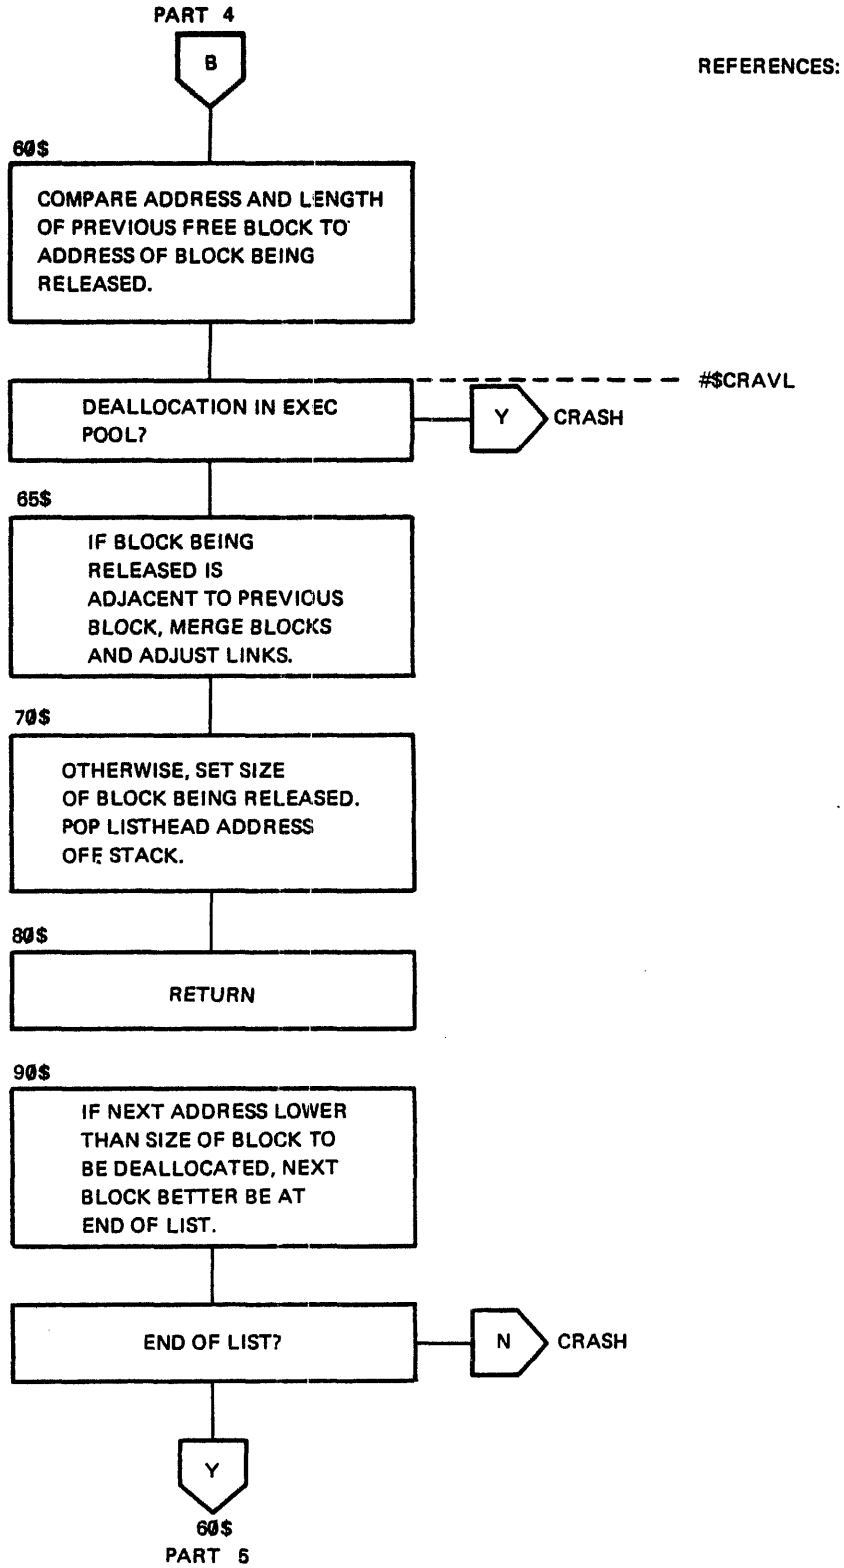 PART 4
B
REFERENCES:
60$
COMPARE ADDRESS AND LENGTH
OF PREVIOUS FREE BLOCK TO
ADDRESS OF BLOCK BEING
RELEASED.
#$CRAVL
DEALLOCATION IN EXEC
POOL?
Y
CRASH
65$
IF BLOCK BEING
RELEASED IS
ADJACENT TO PREVIOUS
BLOCK, MERGE BLOCKS
AND ADJUST LINKS.
70$
OTHERWISE, SET SIZE
OF BLOCK BEING RELEASED.
POP LISTHEAD ADDRESS
OFF STACK.
80$
RETURN
90$
IF NEXT ADDRESS LOWER
THAN SIZE OF BLOCK TO
BE DEALLOCATED, NEXT
BLOCK BETTER BE AT
END OF LIST.
END OF LIST?
N
CRASH
Y
60$
PART 5